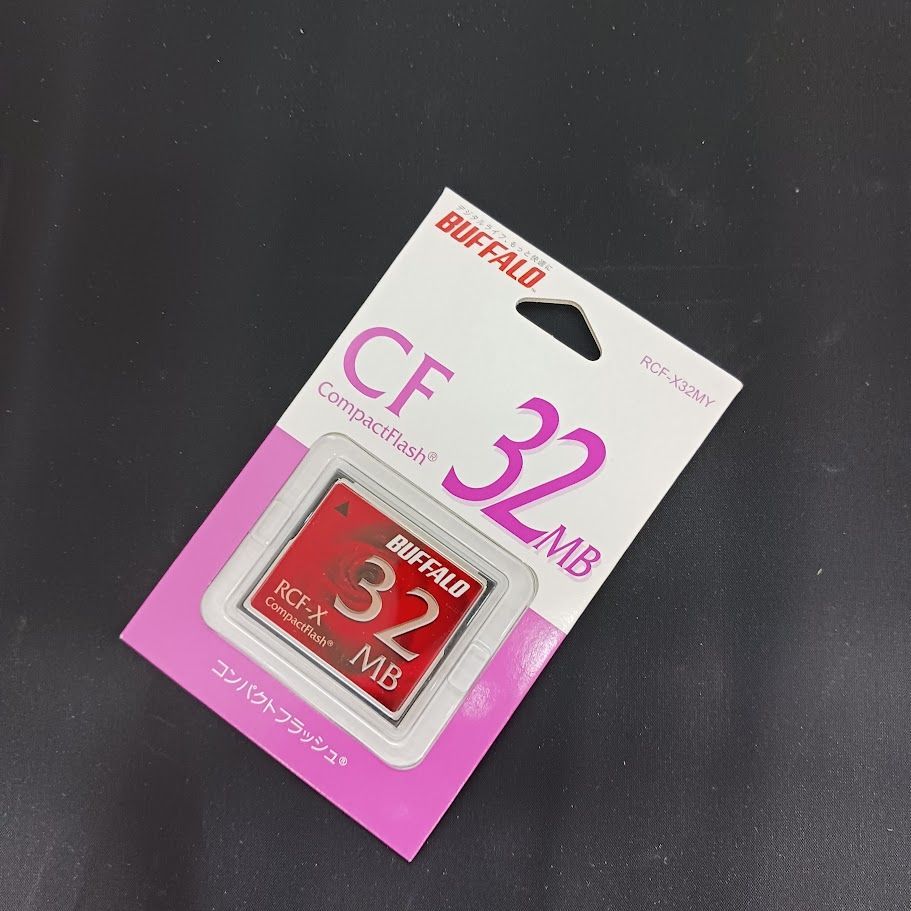 デジタルライフ、もっと快適に
BUFFALO™
RCF-X32MY
CF
CompactFlash®
32MB
BUFFALO
32
RCF-X
CompactFlash®
MB
コンパクトフラッシュ®